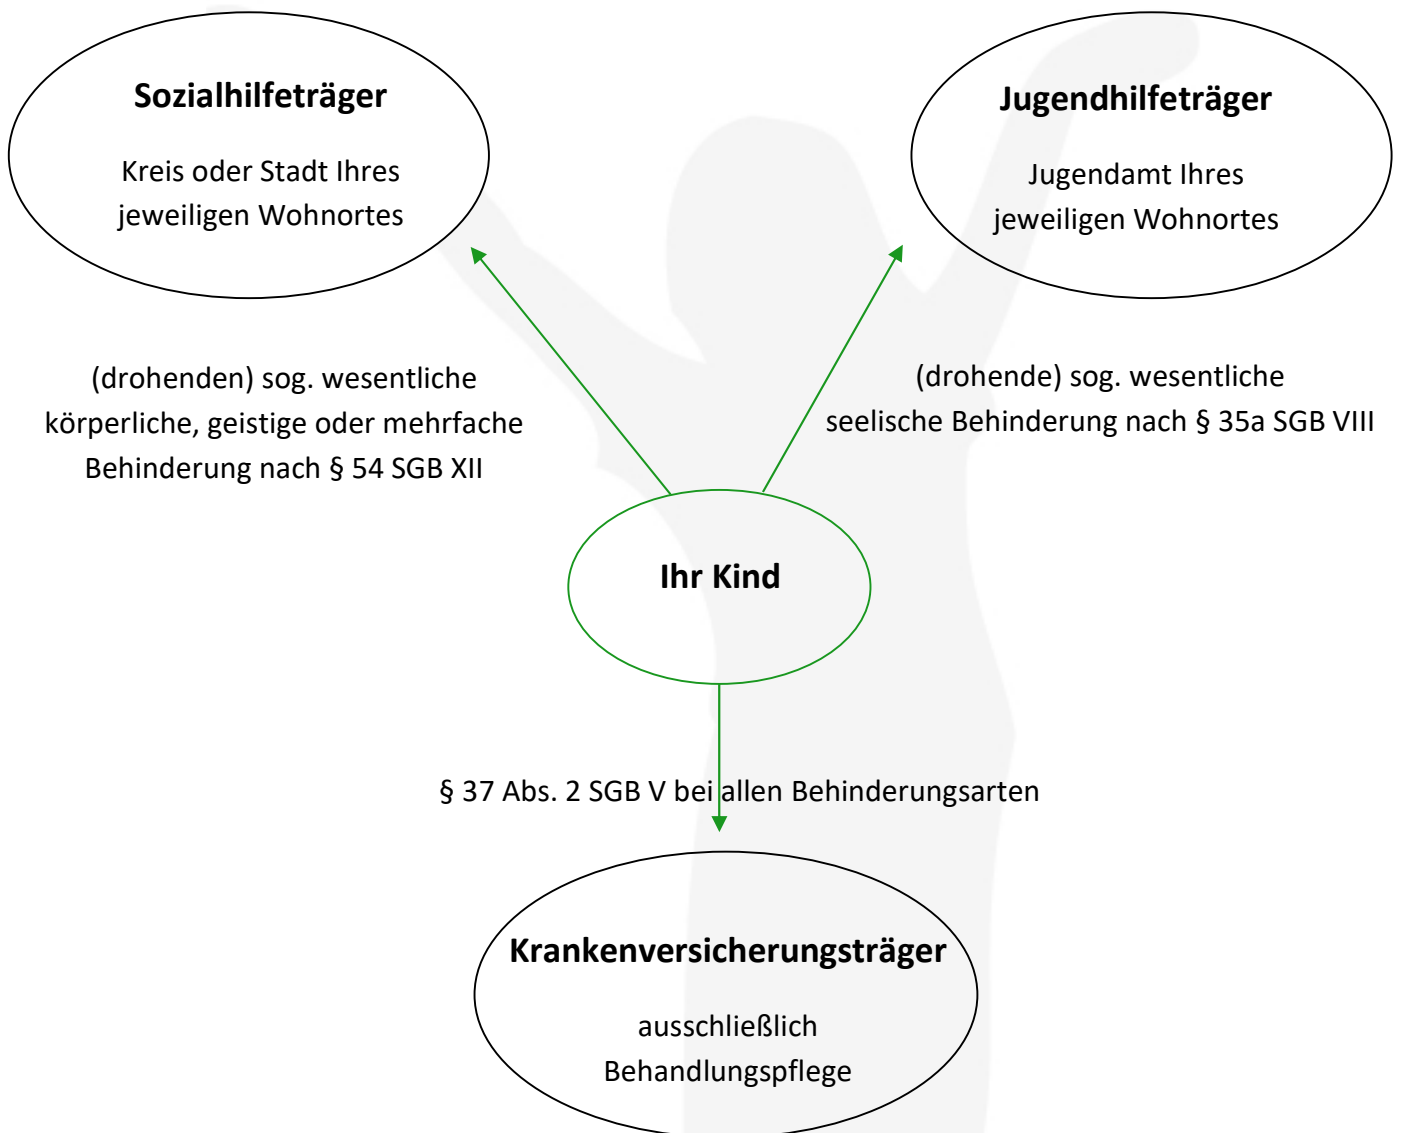 Sozialhilfeträger
Kreis oder Stadt Ihres
jeweiligen Wohnortes
Jugendhilfeträger
Jugendamt Ihres
jeweiligen Wohnortes
(drohenden) sog. wesentliche
körperliche, geistige oder mehrfache
Behinderung nach § 54 SGB XII
(drohende) sog. wesentliche
seelische Behinderung nach § 35a SGB VIII
Ihr Kind
§ 37 Abs. 2 SGB V bei allen Behinderungsarten
Krankenversicherungsträger
ausschließlich
Behandlungspflege